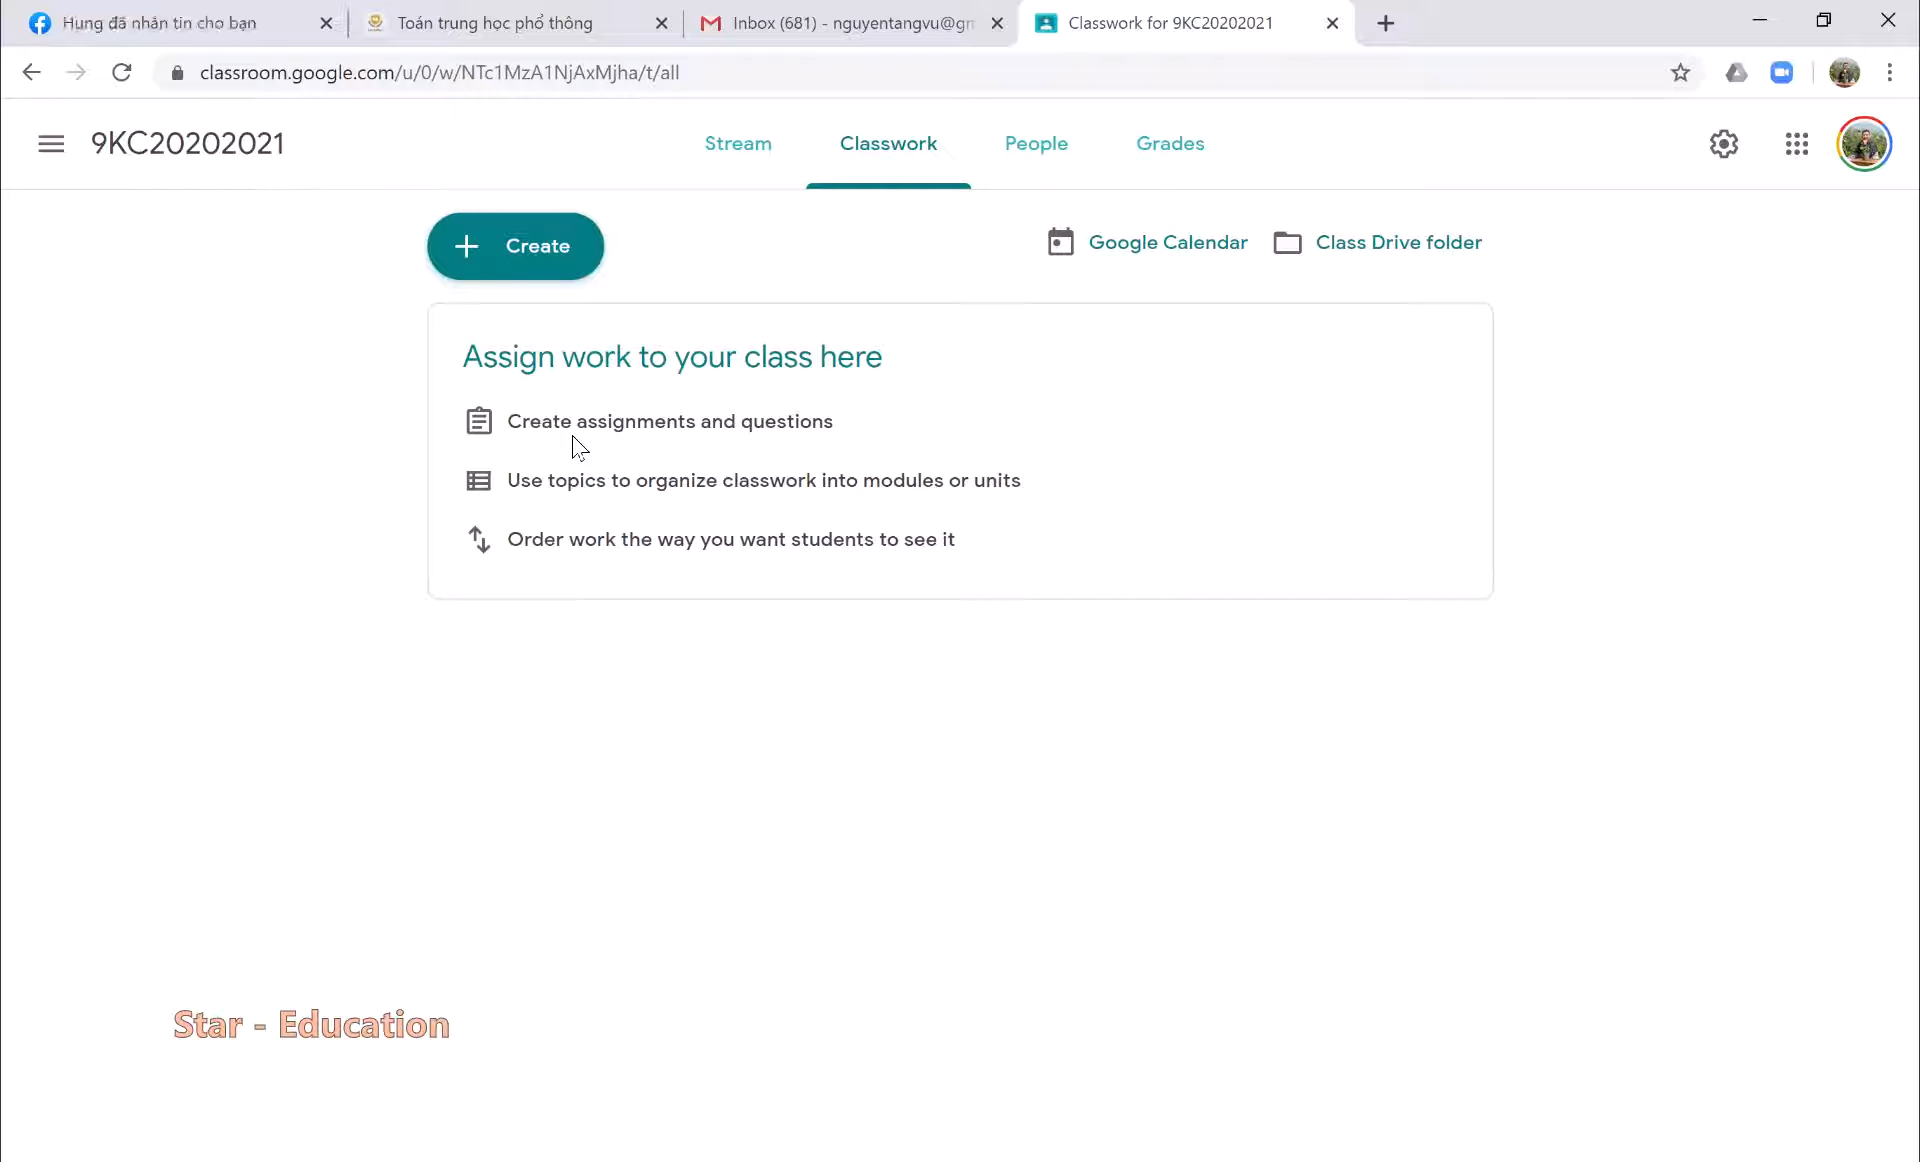 Hung đã nhắn tin cho bạn
Toán trung học phổ thông
Inbox (681) - nguyentangvu@gm
Classwork for 9KC20202021
classroom.google.com/u/0/w/NTc1MzA1NjAxMjha/t/all
9KC20202021
Stream
Classwork
People
Grades
Create
Google Calendar
Class Drive folder
Assign work to your class here
Create assignments and questions
Use topics to organize classwork into modules or units
Order work the way you want students to see it
Star - Education